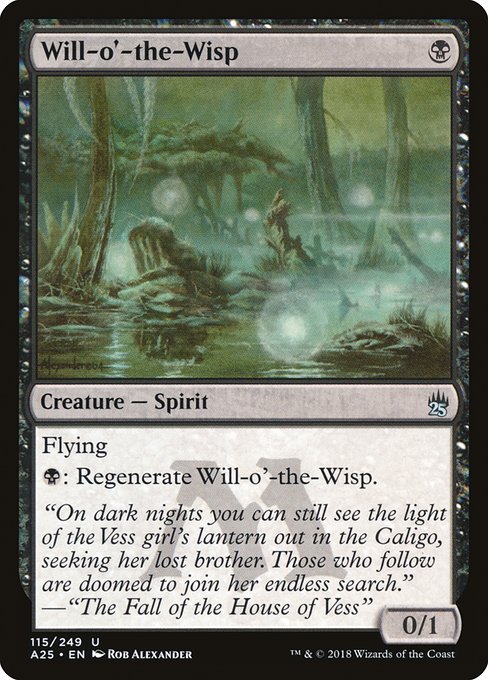 Will-o'-the-Wisp
Creature — Spirit
25
Flying
: Regenerate Will-o'-the-Wisp.
“On dark nights you can still see the light
of the Vess girl’s lantern out in the Caligo,
seeking her lost brother. Those who follow
are doomed to join her endless search.”
—“The Fall of the House of Vess”
0/1
115/249 U
A25 • EN Rob Alexander
™ & © 2018 Wizards of the Coast